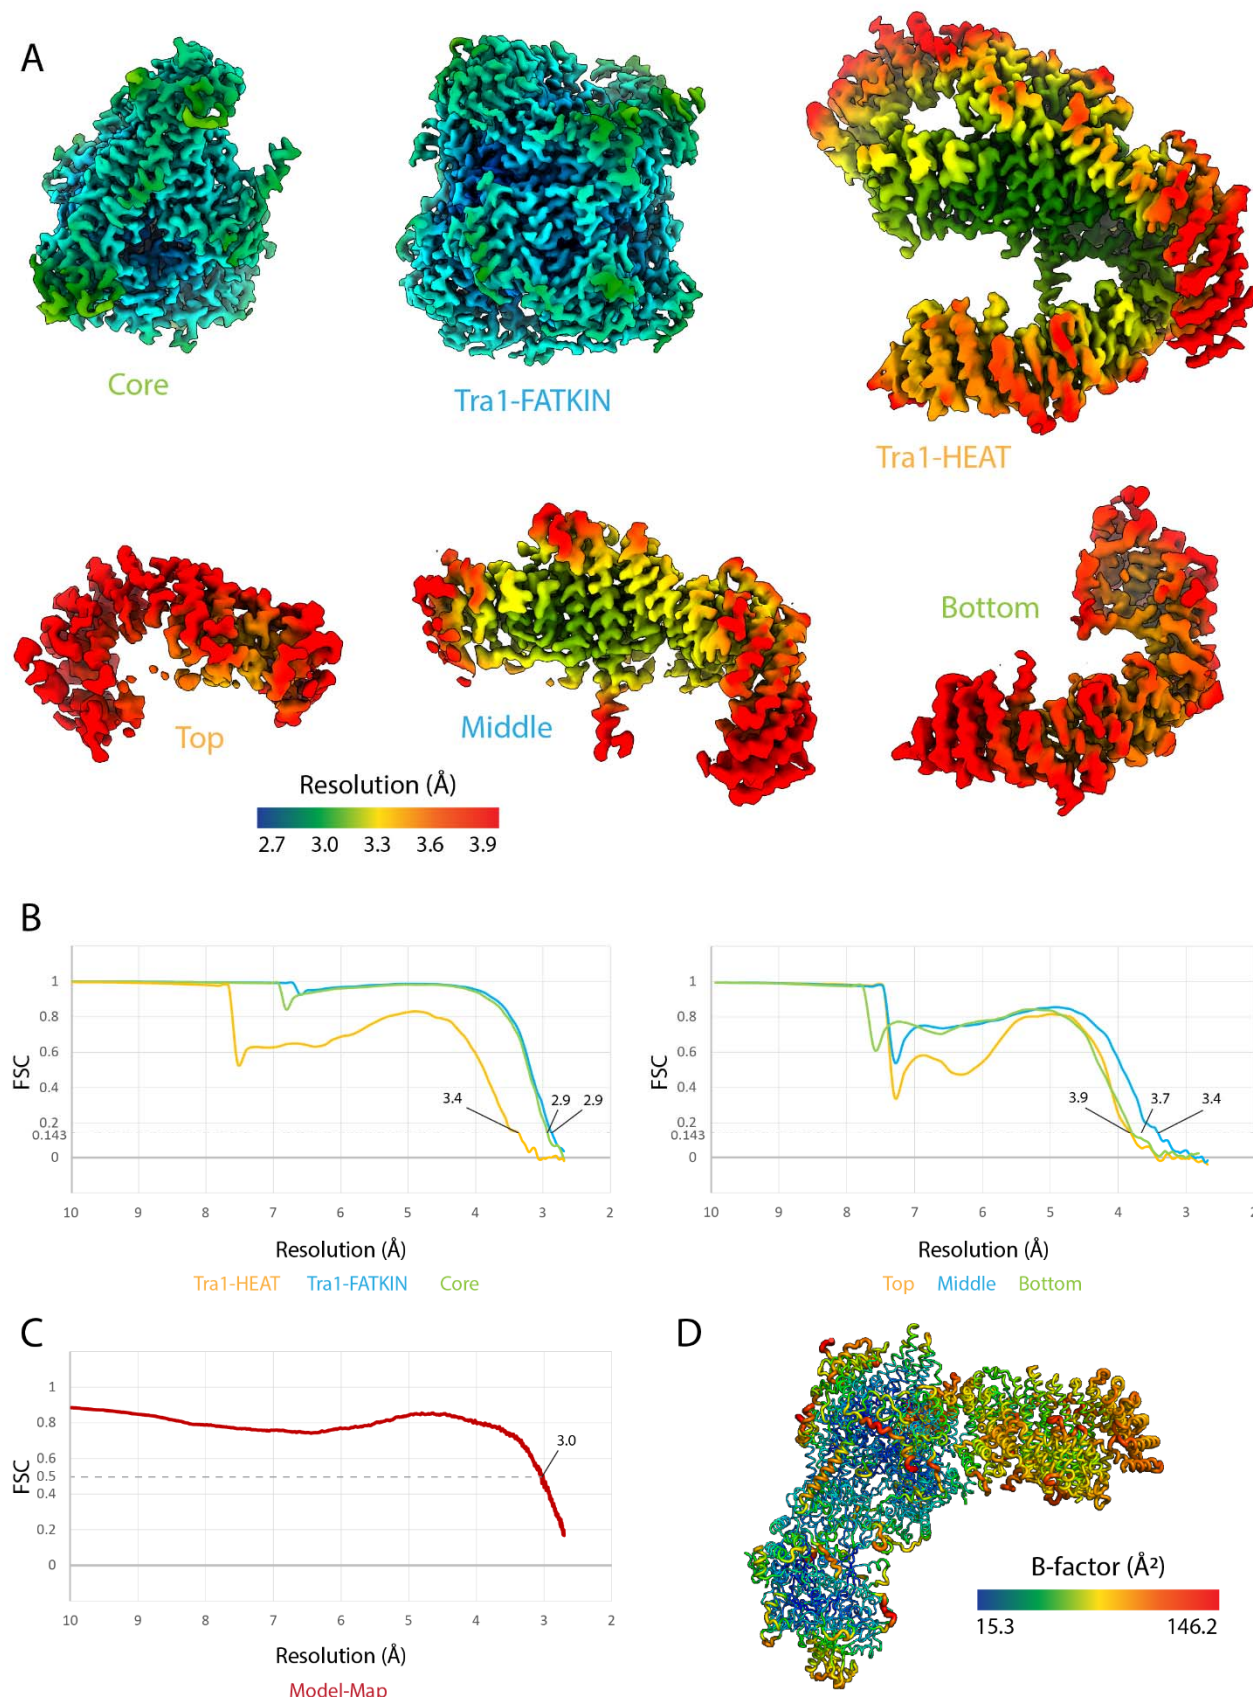 A
Core
Tra1-FATKIN
Tra1-HEAT
Top
Middle
Bottom
Resolution (Å)
2.7 3.0 3.3 3.6 3.9
B
1
0.8
0.6
0.4
0.2
0.143
0
FSC
3.4
2.9
2.9
10 9 8 7 6 5 4 3 2
Resolution (Å)
Tra1-HEAT Tra1-FATKIN Core
1
0.8
0.6
0.4
0.2
0.143
0
FSC
3.9
3.7
3.4
10 9 8 7 6 5 4 3 2
Resolution (Å)
Top Middle Bottom
C
1
0.8
0.6
0.5
0.4
0.2
0
FSC
3.0
10 9 8 7 6 5 4 3 2
Resolution (Å)
Model-Map
D
B-factor (Å²)
15.3 146.2